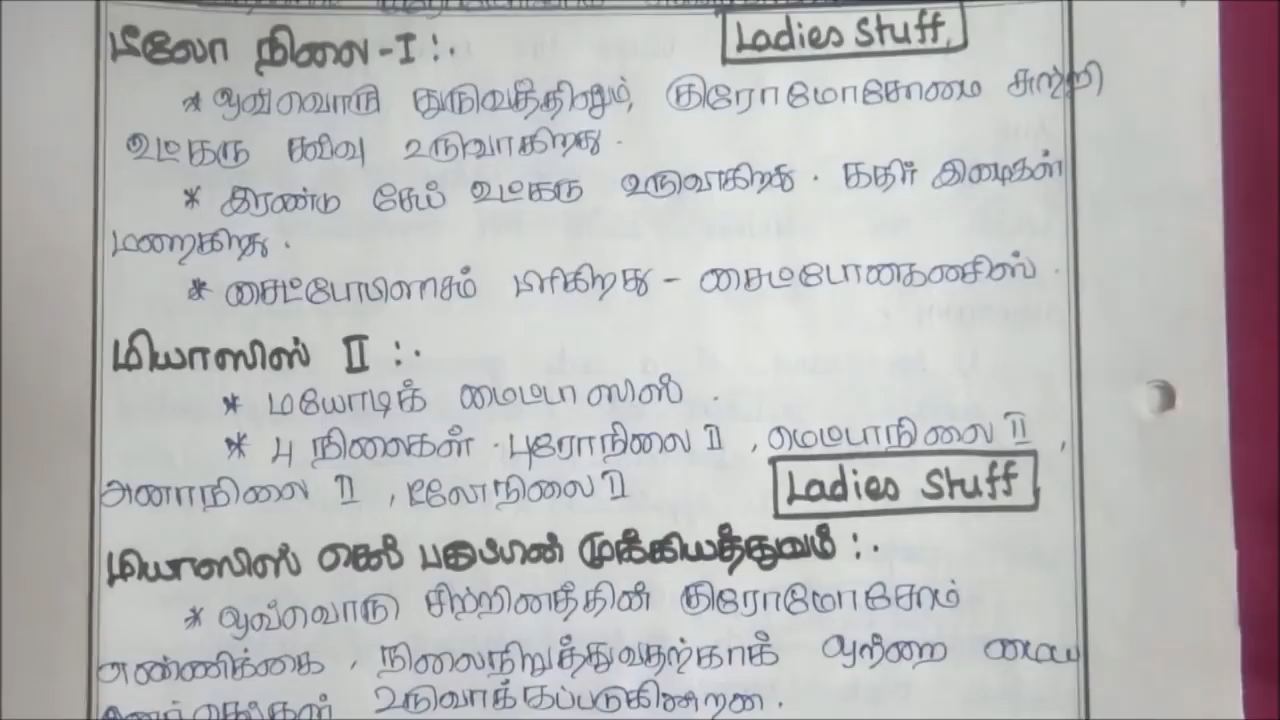 டீலோ நிலை -I :.
Ladies Stuff
* ஒவ்வொரு துருவத்திலும், குரோமோசோமை சுற்றி
உட்கரு சவ்வு உருவாகிறது.
* இரண்டு சேய் உட்கரு உருவாகிறது. கதிர் இழைகள்
மறைகிறது.
* சைட்டோபிளாசம் பிரிகிறது - சைட்டோகைனசிஸ்.
மியாஸிஸ் II :.
* மயோடிக் மைட்டாஸிஸ்.
* 4 நிலைகள். புரோநிலை II , மெட்டாநிலை II ,
அனாநிலை II , டீலோநிலை II
Ladies Stuff
மியாஸிஸ் செல் பகுப்பின் முக்கியத்துவம் :.
* ஒவ்வொரு சிற்றினத்தின் குரோமோசோம்
எண்ணிக்கை, நிலைநிறுத்துவதற்காக் ஒற்றை மைய
உருவாக்கப்படுகின்றன.